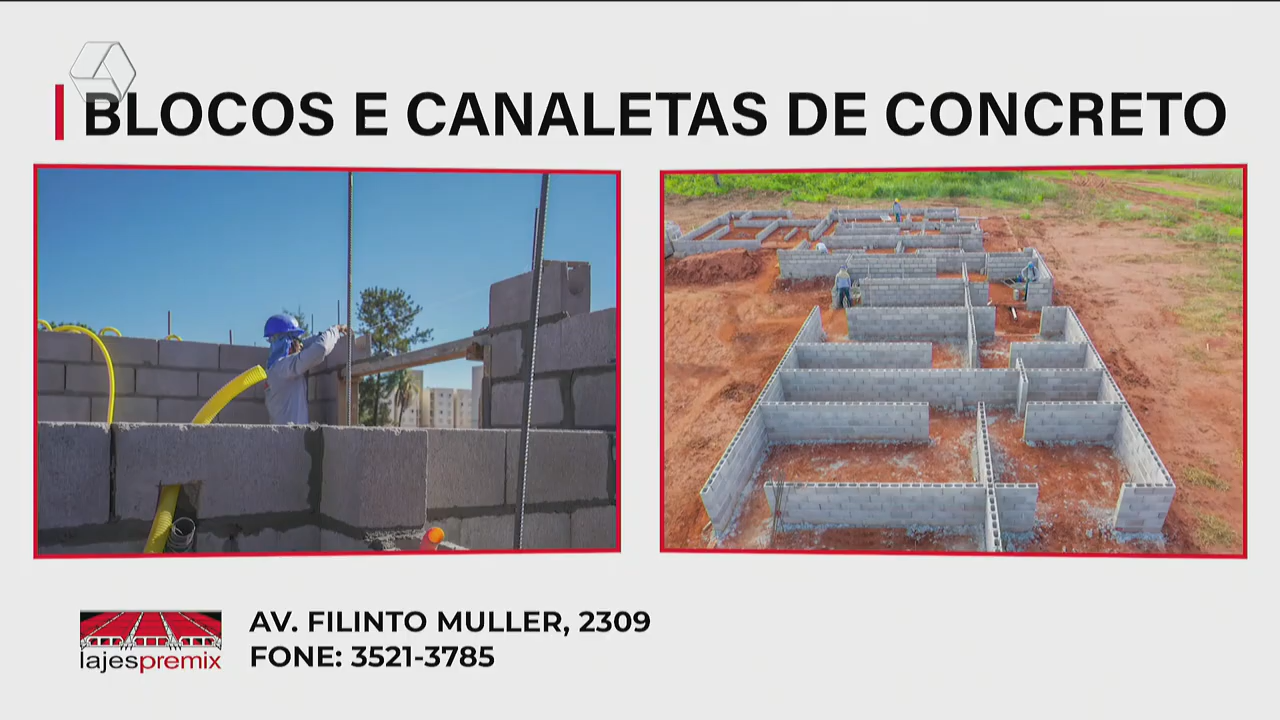 BLOCOS E CANALETAS DE CONCRETO
AV. FILINTO MULLER, 2309
FONE: 3521-3785
lajespremix